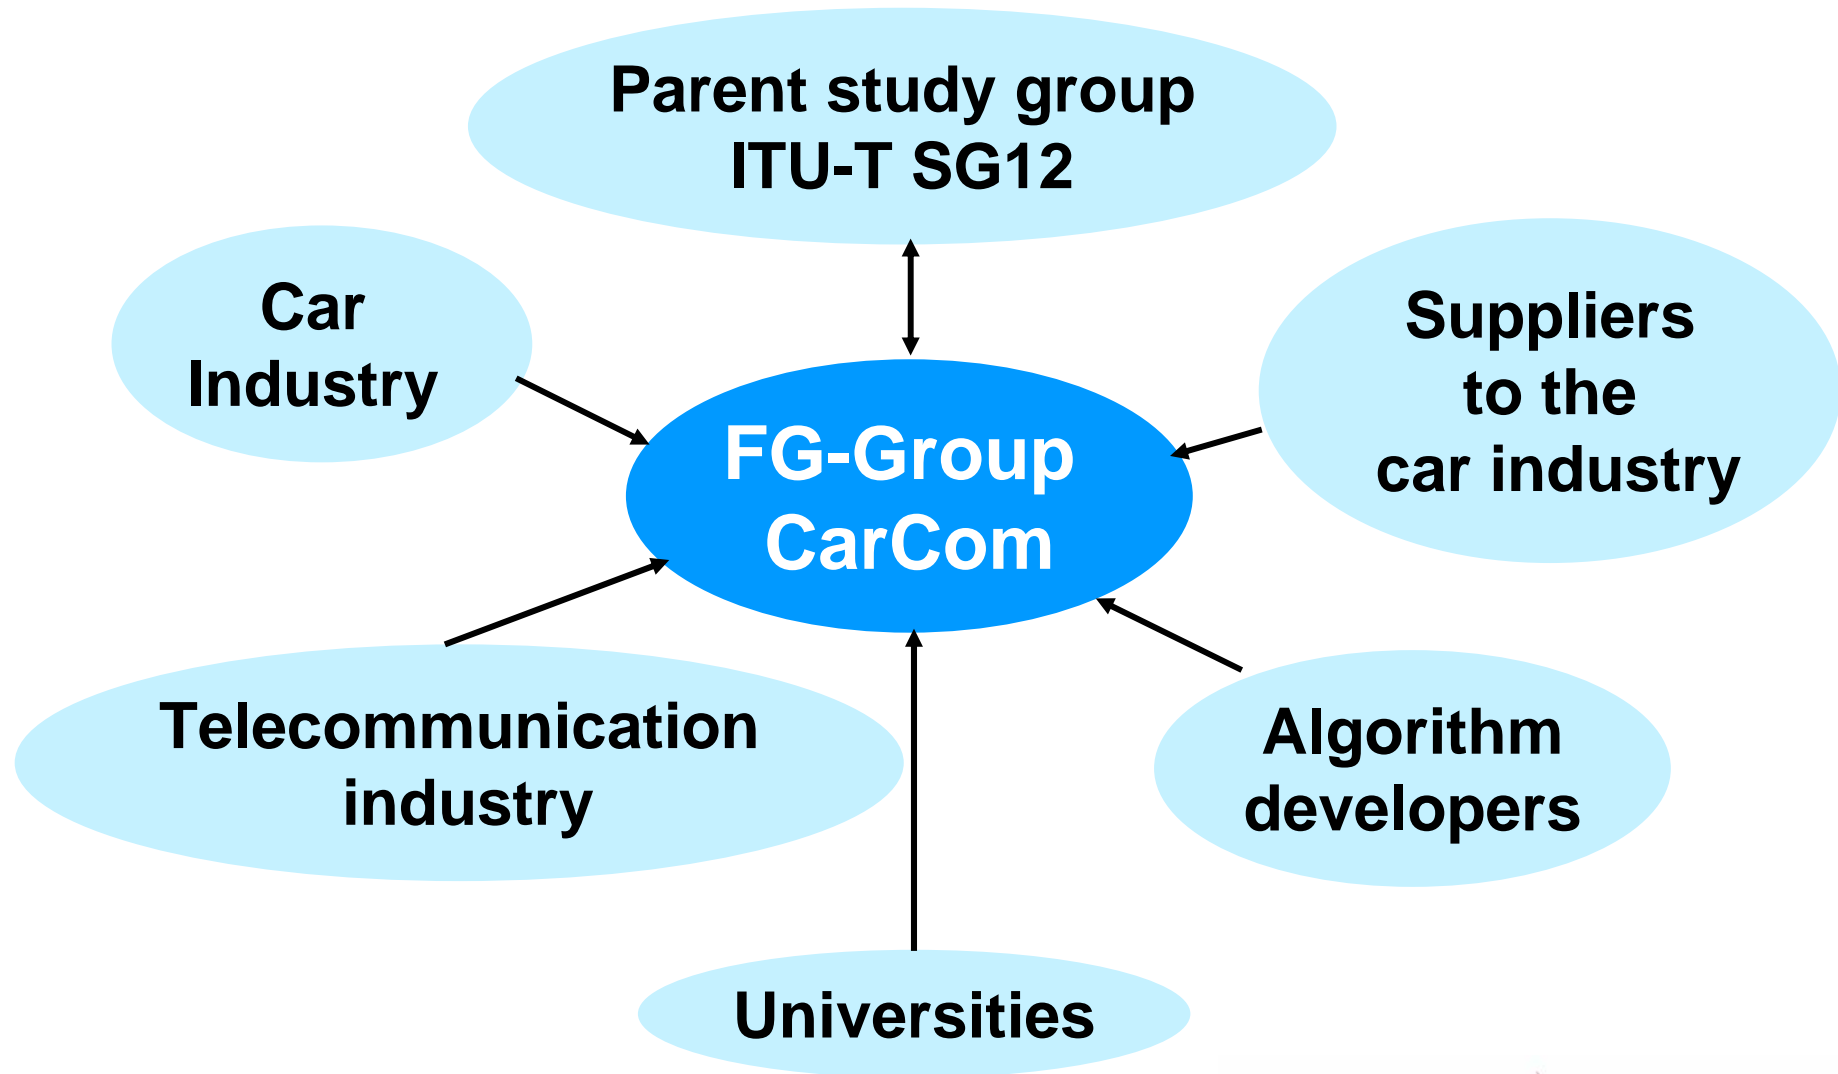 Parent study group
ITU-T SG12
Car
Industry
Suppliers
to the
car industry
FG-Group
CarCom
Telecommunication
industry
Algorithm
developers
Universities